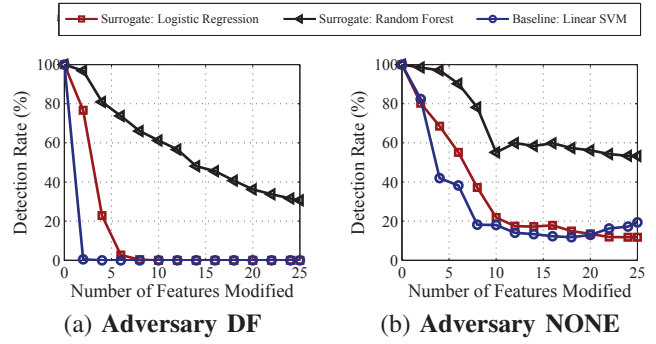 Surrogate: Logistic Regression Surrogate: Random Forest Baseline: Linear SVM
Detection Rate (%)
100
80
60
40
20
0
0 5 10 15 20 25
Number of Features Modified
(a) Adversary DF
Detection Rate (%)
100
80
60
40
20
0
0 5 10 15 20 25
Number of Features Modified
(b) Adversary NONE